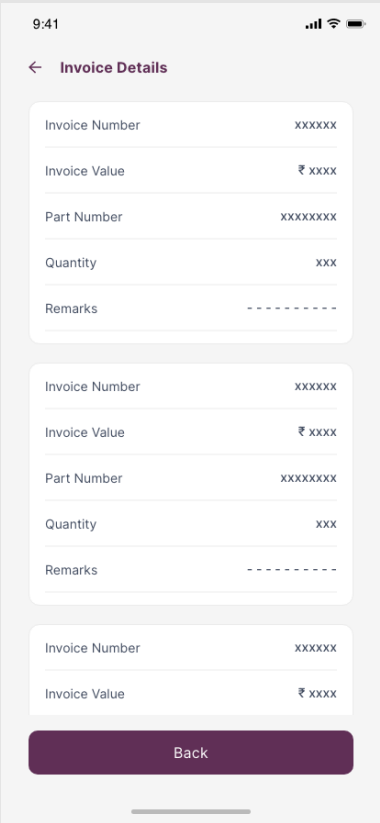 9:41
Invoice Details
Invoice Number xxxxxx
Invoice Value ₹ xxxx
Part Number xxxxxxxx
Quantity xxx
Remarks - - - - - - - - - -
Invoice Number xxxxxx
Invoice Value ₹ xxxx
Part Number xxxxxxxx
Quantity xxx
Remarks - - - - - - - - - -
Invoice Number xxxxxx
Invoice Value ₹ xxxx
Back